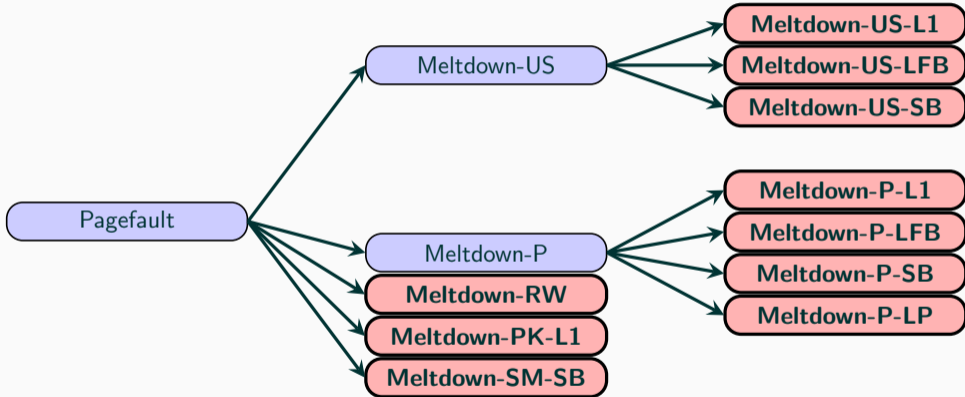 Meltdown-US-L1
Meltdown-US
Meltdown-US-LFB
Meltdown-US-SB
Meltdown-P-L1
Pagefault
Meltdown-P-LFB
Meltdown-P
Meltdown-P-SB
Meltdown-RW
Meltdown-P-LP
Meltdown-PK-L1
Meltdown-SM-SB